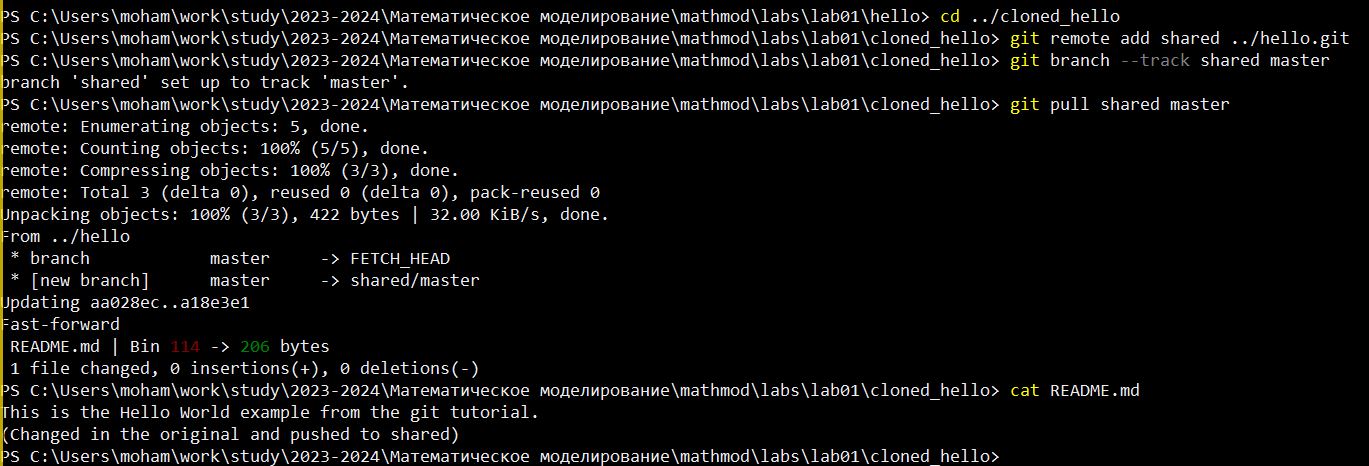 PS C:\Users\moham\work\study\2023-2024\Математическое моделирование\mathmod\labs\lab01\hello> cd ../cloned_hello
PS C:\Users\moham\work\study\2023-2024\Математическое моделирование\mathmod\labs\lab01\cloned_hello> git remote add shared ../hello.git
PS C:\Users\moham\work\study\2023-2024\Математическое моделирование\mathmod\labs\lab01\cloned_hello> git branch --track shared master
branch 'shared' set up to track 'master'.
PS C:\Users\moham\work\study\2023-2024\Математическое моделирование\mathmod\labs\lab01\cloned_hello> git pull shared master
remote: Enumerating objects: 5, done.
remote: Counting objects: 100% (5/5), done.
remote: Compressing objects: 100% (3/3), done.
remote: Total 3 (delta 0), reused 0 (delta 0), pack-reused 0
Unpacking objects: 100% (3/3), 422 bytes | 32.00 KiB/s, done.
From ../hello
 * branch            master     -> FETCH_HEAD
 * [new branch]      master     -> shared/master
Updating aa028ec..a18e3e1
Fast-forward
 README.md | Bin 114 -> 206 bytes
 1 file changed, 0 insertions(+), 0 deletions(-)
PS C:\Users\moham\work\study\2023-2024\Математическое моделирование\mathmod\labs\lab01\cloned_hello> cat README.md
This is the Hello World example from the git tutorial.
(Changed in the original and pushed to shared)
PS C:\Users\moham\work\study\2023-2024\Математическое моделирование\mathmod\labs\lab01\cloned_hello>